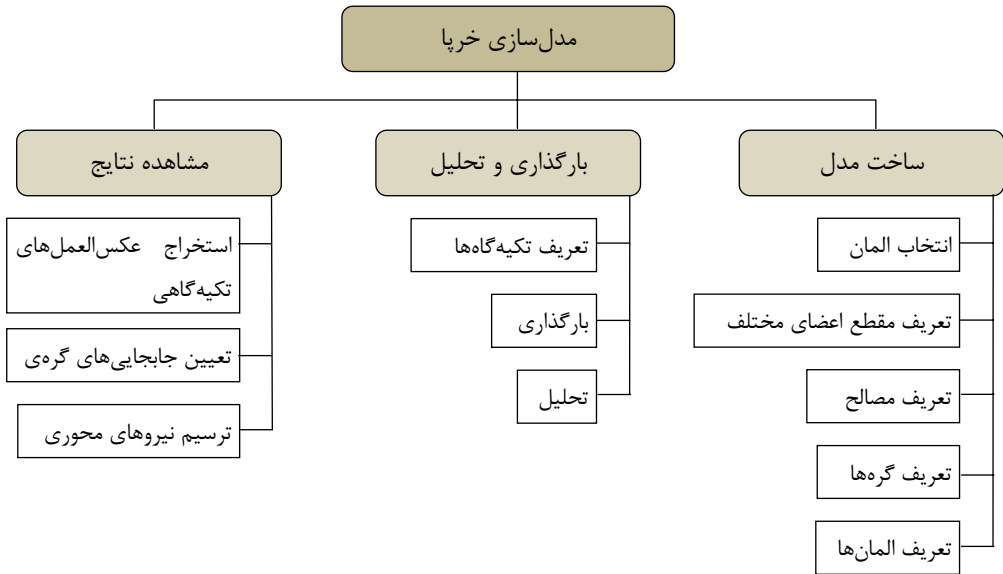 مدل‌سازی خرپا
ساخت مدل
انتخاب المان
تعریف مقطع اعضای مختلف
تعریف مصالح
تعریف گره‌ها
تعریف المان‌ها
بارگذاری و تحلیل
تعریف تکیه‌گاه‌ها
بارگذاری
تحلیل
مشاهده نتایج
استخراج عکس‌العمل‌های
تکیه‌گاهی
تعیین جابجایی‌های گره‌ی
ترسیم نیروهای محوری